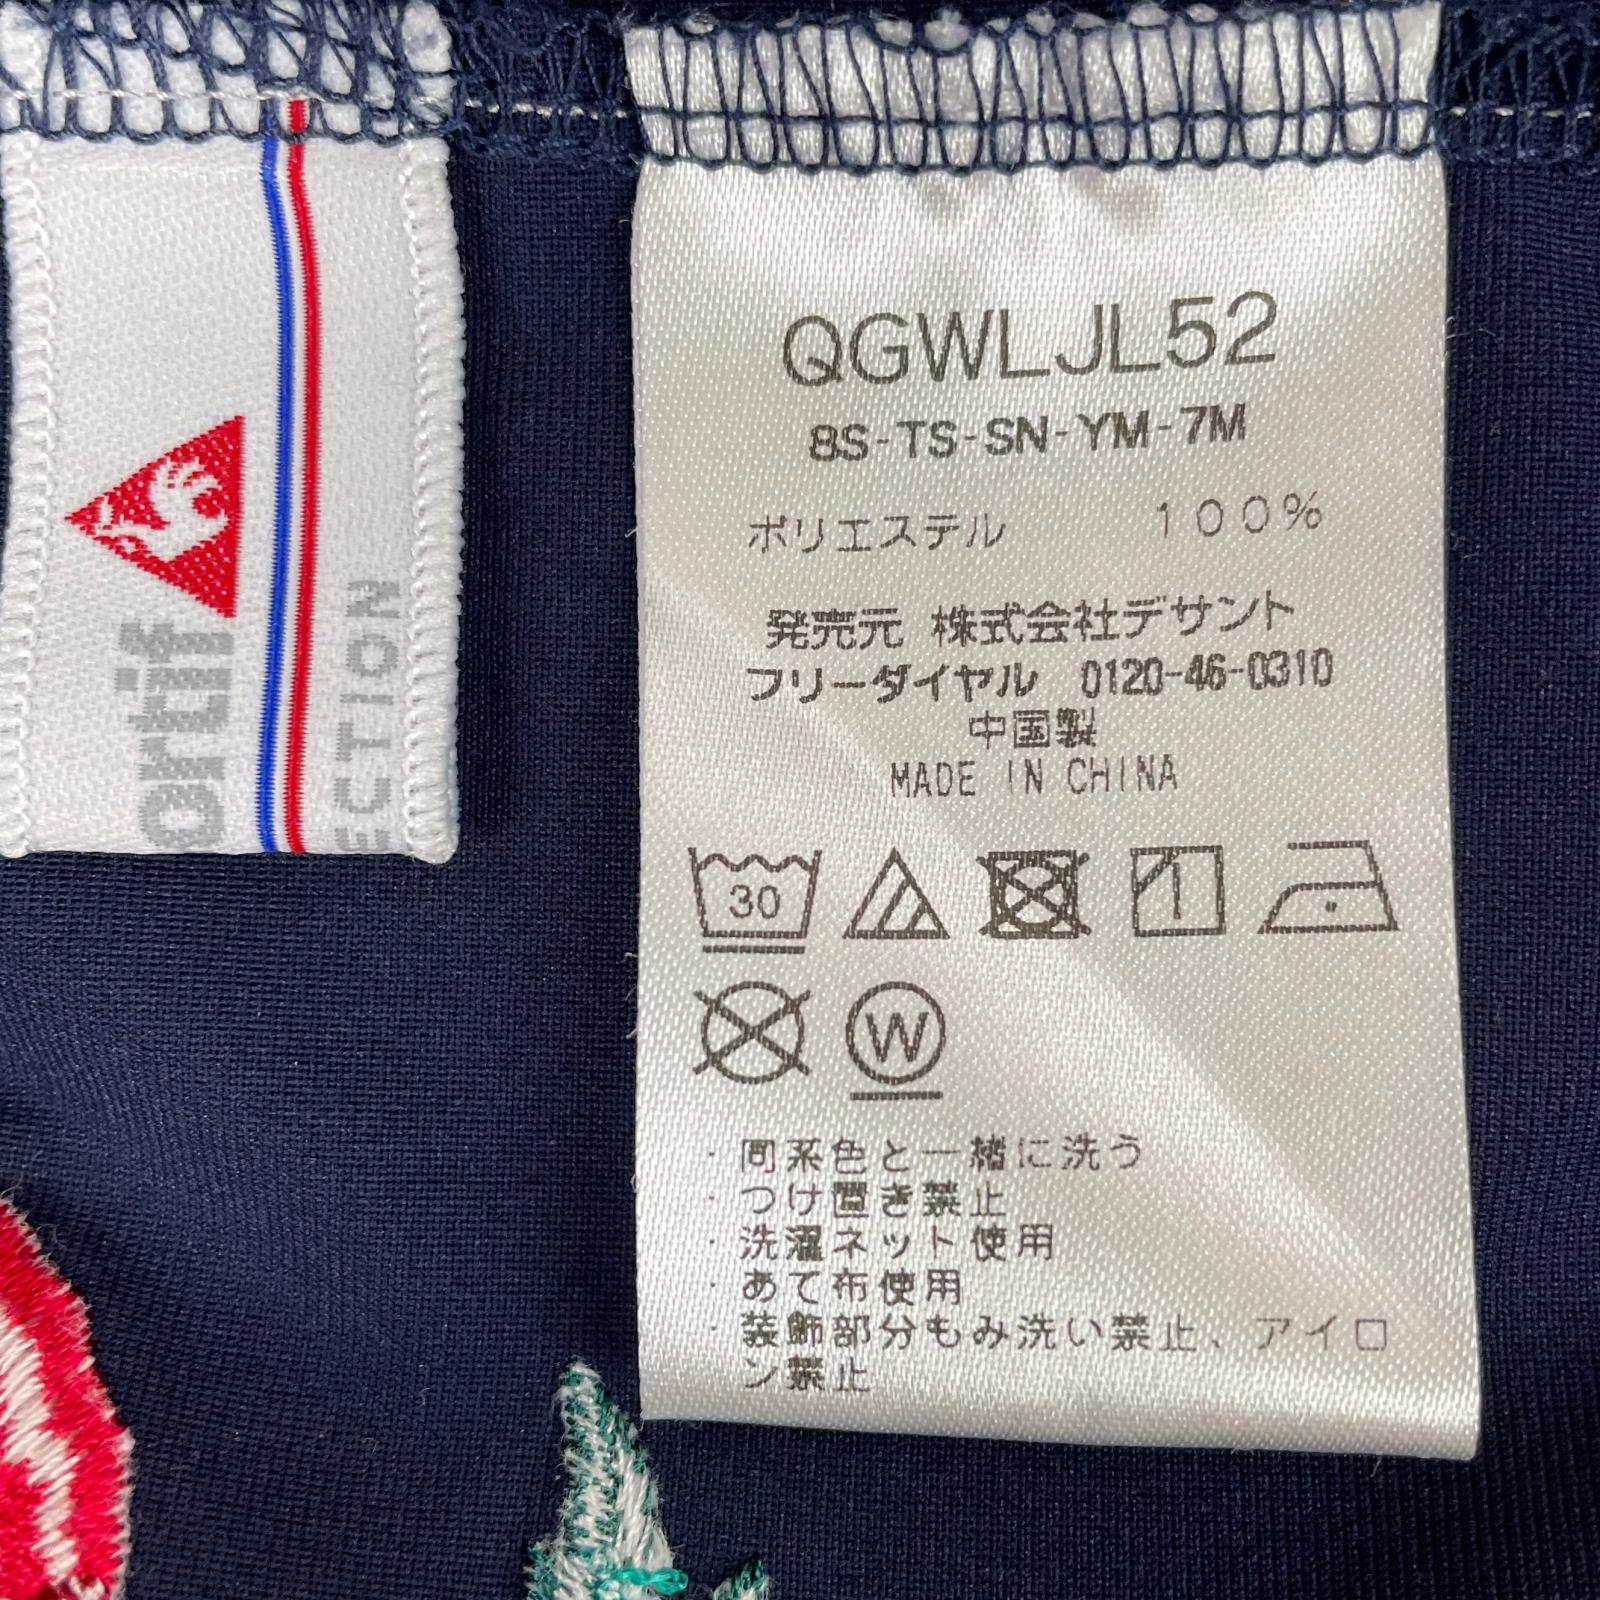 ortif
ECTION
QGWLJL52
8S-TS-SN-YM-7M
ポリエステル 100%
発売元 株式会社デサント
フリーダイヤル 0120-46-0310
中国製
MADE IN CHINA
30
W
・同系色と一緒に洗う
・つけ置き禁止
・洗濯ネット使用
・あて布使用
・装飾部分もみ洗い禁止、アイロ
ン禁止